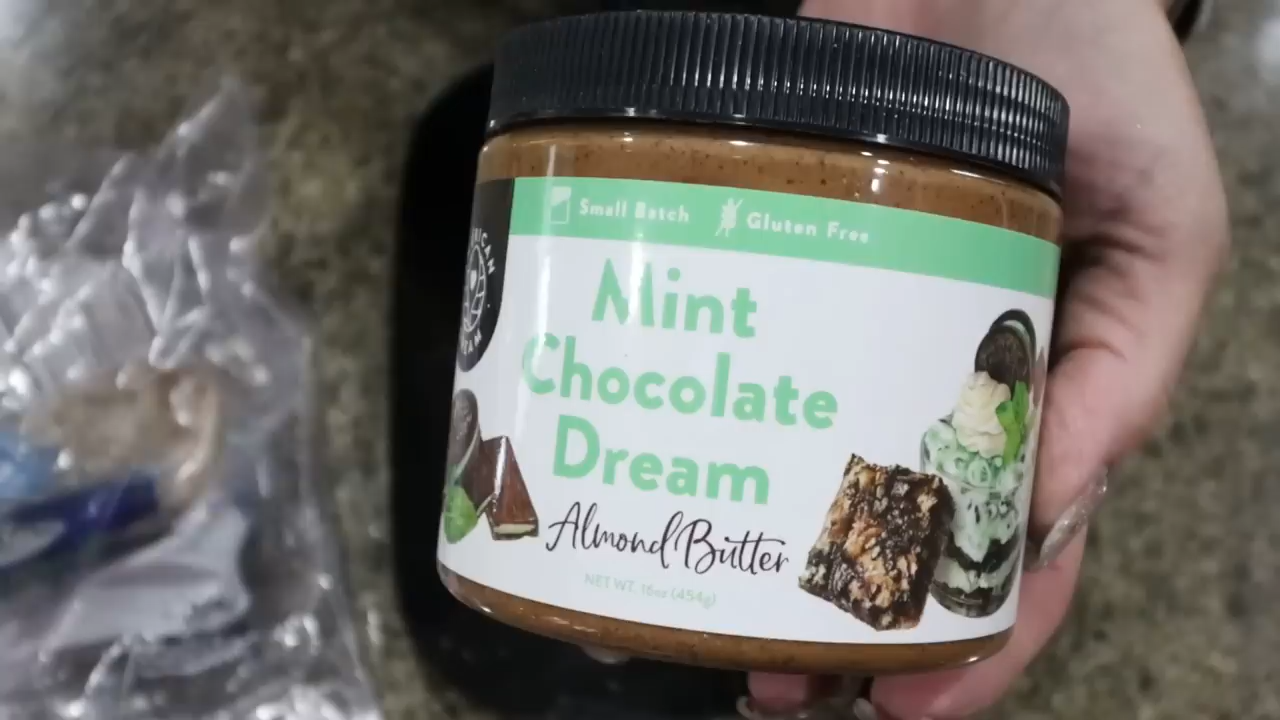 Small Batch
Gluten Free
Mint
Chocolate
Dream
Almond Butter
NET WT. 16oz (454g)